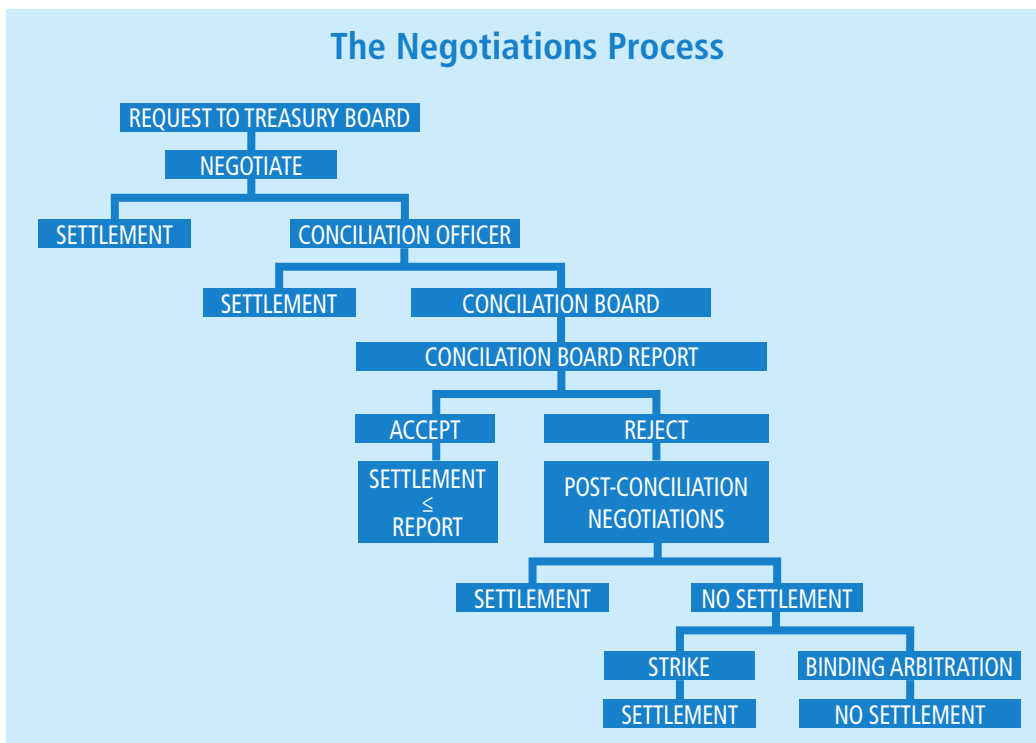 The Negotiations Process
REQUEST TO TREASURY BOARD
NEGOTIATE
SETTLEMENT
CONCILIATION OFFICER
SETTLEMENT
CONCILATION BOARD
CONCILATION BOARD REPORT
ACCEPT
REJECT
SETTLEMENT
≤
REPORT
POST-CONCILIATION
NEGOTIATIONS
SETTLEMENT
NO SETTLEMENT
STRIKE
BINDING ARBITRATION
SETTLEMENT
NO SETTLEMENT